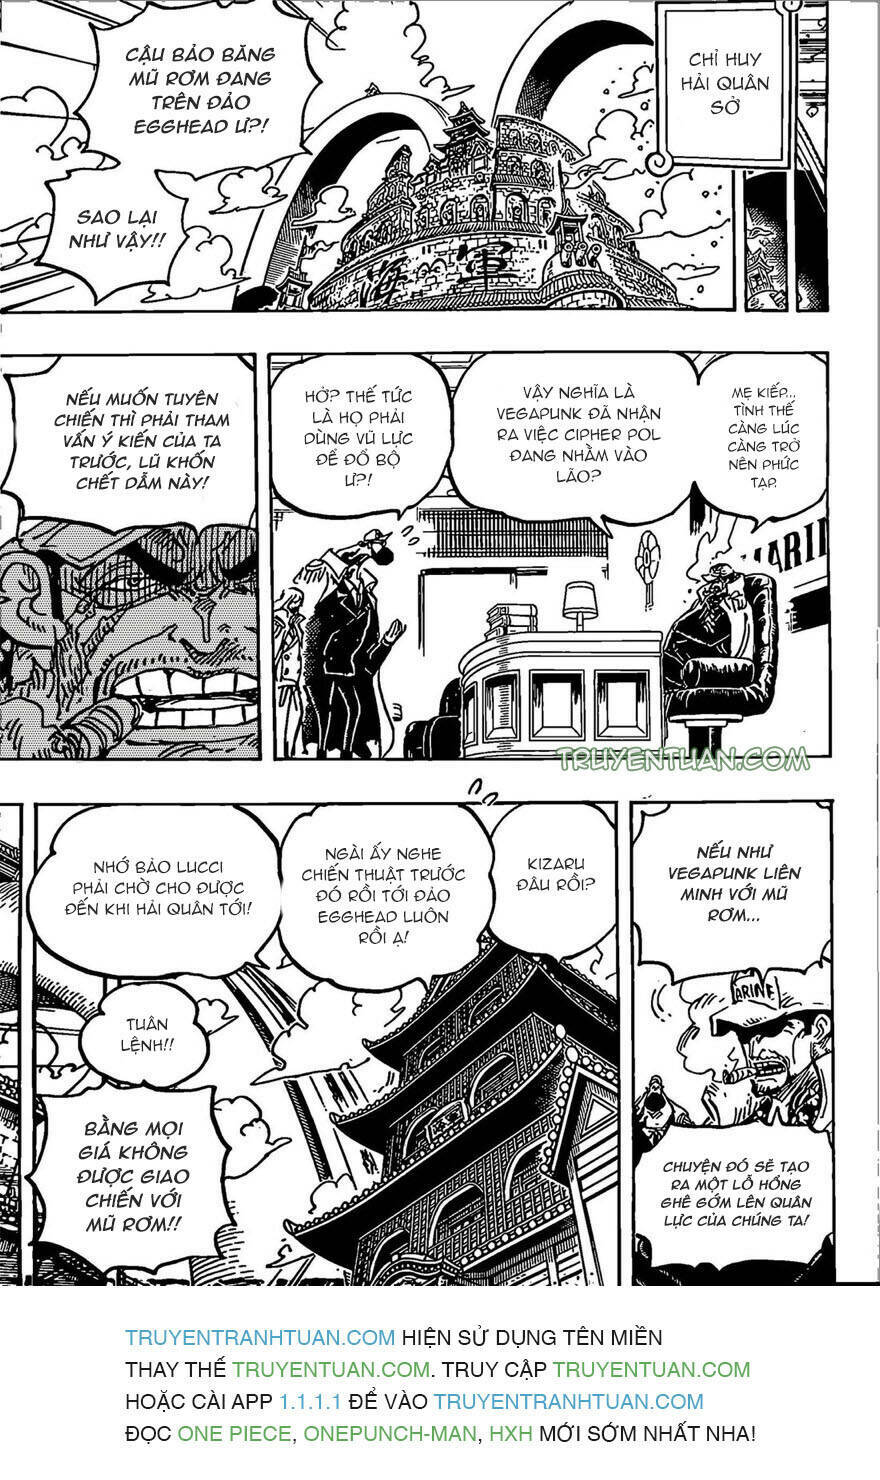 CHỈ HUY
HẢI QUÂN
SỞ
CẬU BẢO BĂNG
MŨ RƠM ĐANG
TRÊN ĐẢO
EGGHEAD Ư?!
SAO LẠI
NHƯ VẬY!!
海軍
MẸ KIẾP...
TÌNH THẾ
CÀNG LÚC
CÀNG TRỞ
NÊN PHỨC
TẠP.
VẬY NGHĨA LÀ
VEGAPUNK ĐÃ NHẬN
RA VIỆC CIPHER POL
ĐANG NHẰM VÀO
LÃO?
HỞ? THẾ TỨC
LÀ HỌ PHẢI
DÙNG VŨ LỰC
ĐỂ ĐỔ BỘ
Ư?!
NẾU MUỐN TUYÊN
CHIẾN THÌ PHẢI THAM
VẤN Ý KIẾN CỦA TA
TRƯỚC, LŨ KHỐN
CHẾT DẪM NÀY!
MARIN
TRUYENTUAN.COM
NẾU NHƯ
VEGAPUNK LIÊN
MINH VỚI MŨ
RƠM...
ARINE
CHUYỆN ĐÓ SẼ TẠO
RA MỘT LỖ HỔNG
GHÊ GỚM LÊN QUÂN
LỰC CỦA CHÚNG TA!
KIZARU
ĐÂU RỒI?
NGÀI ẤY NGHE
CHIẾN THUẬT TRƯỚC
ĐÓ RỒI TỚI ĐẢO
EGGHEAD LUÔN
RỒI Ạ!
NHỚ BẢO LUCCI
PHẢI CHỜ CHO ĐƯỢC
ĐẾN KHI HẢI QUÂN TỚI!
TUÂN
LỆNH!!
BẰNG MỌI
GIÁ KHÔNG
ĐƯỢC GIAO
CHIẾN VỚI
MŨ RƠM!!
TRUYENTRANHTUAN.COM HIỆN SỬ DỤNG TÊN MIỀN
THAY THẾ TRUYENTUAN.COM. TRUY CẬP TRUYENTUAN.COM
HOẶC CÀI APP 1.1.1.1 ĐỂ VÀO TRUYENTRANHTUAN.COM
ĐỌC ONE PIECE, ONEPUNCH-MAN, HXH MỚI SỚM NHẤT NHA!